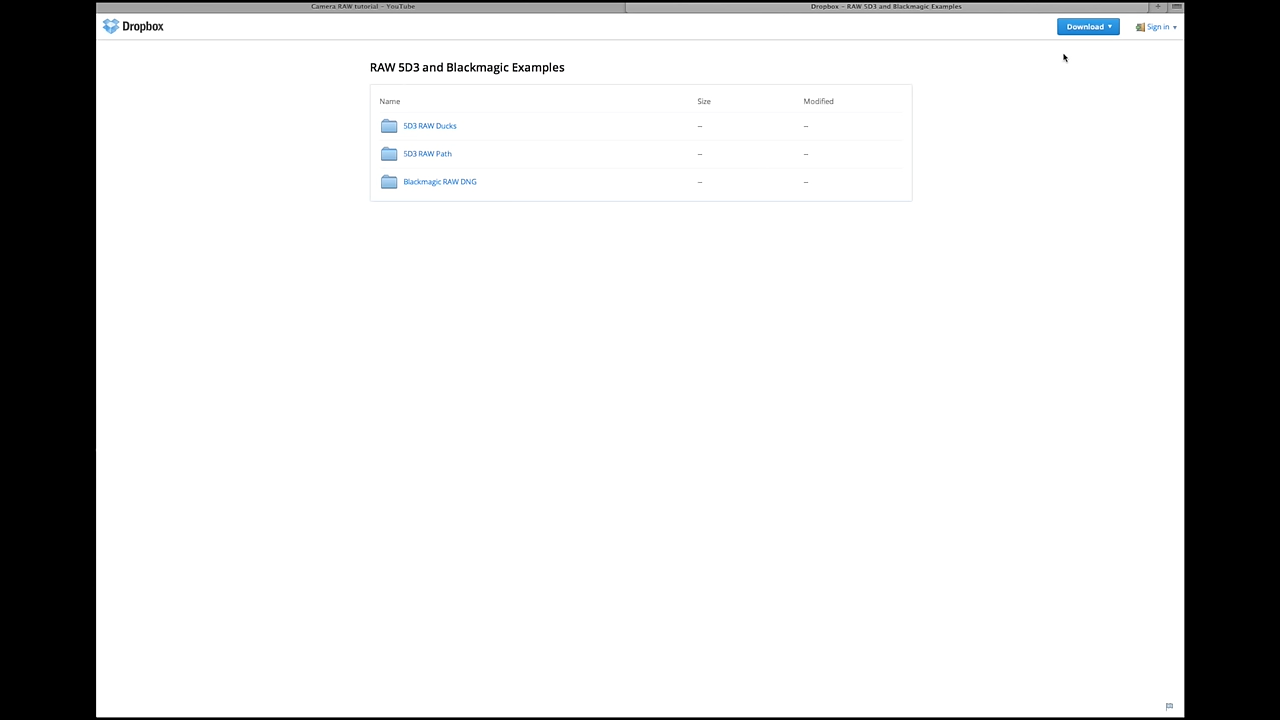 Camera RAW tutorial – YouTube
Dropbox – RAW 5D3 and Blackmagic Examples
Dropbox
Download
Sign in
RAW 5D3 and Blackmagic Examples
Name Size Modified
5D3 RAW Ducks -- --
5D3 RAW Path -- --
Blackmagic RAW DNG -- --